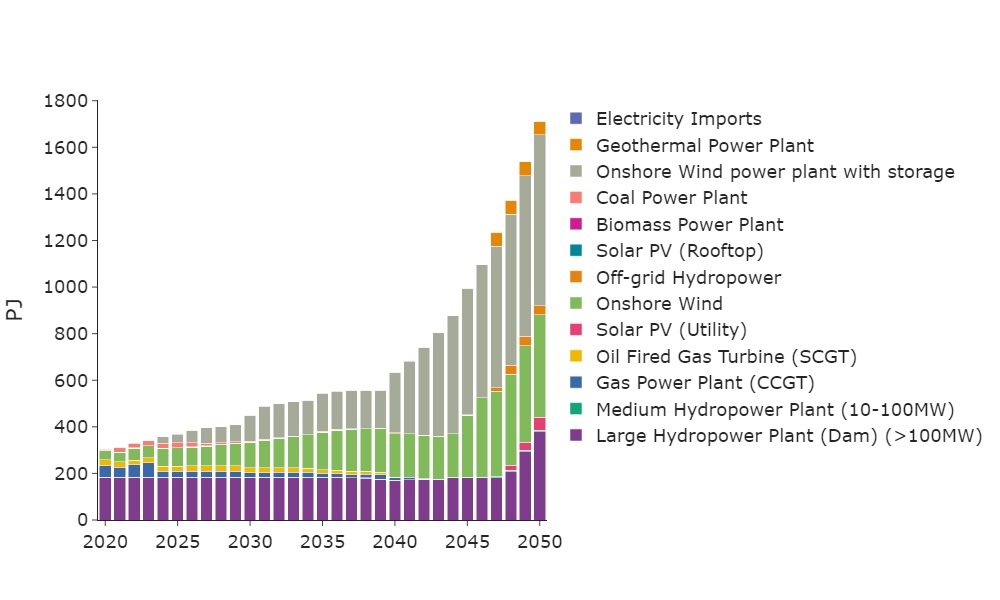 1800
1600
1400
1200
1000
800
600
400
200
0
PJ
2020 2025 2030 2035 2040 2045 2050
Electricity Imports
Geothermal Power Plant
Onshore Wind power plant with storage
Coal Power Plant
Biomass Power Plant
Solar PV (Rooftop)
Off-grid Hydropower
Onshore Wind
Solar PV (Utility)
Oil Fired Gas Turbine (SCGT)
Gas Power Plant (CCGT)
Medium Hydropower Plant (10-100MW)
Large Hydropower Plant (Dam) (>100MW)